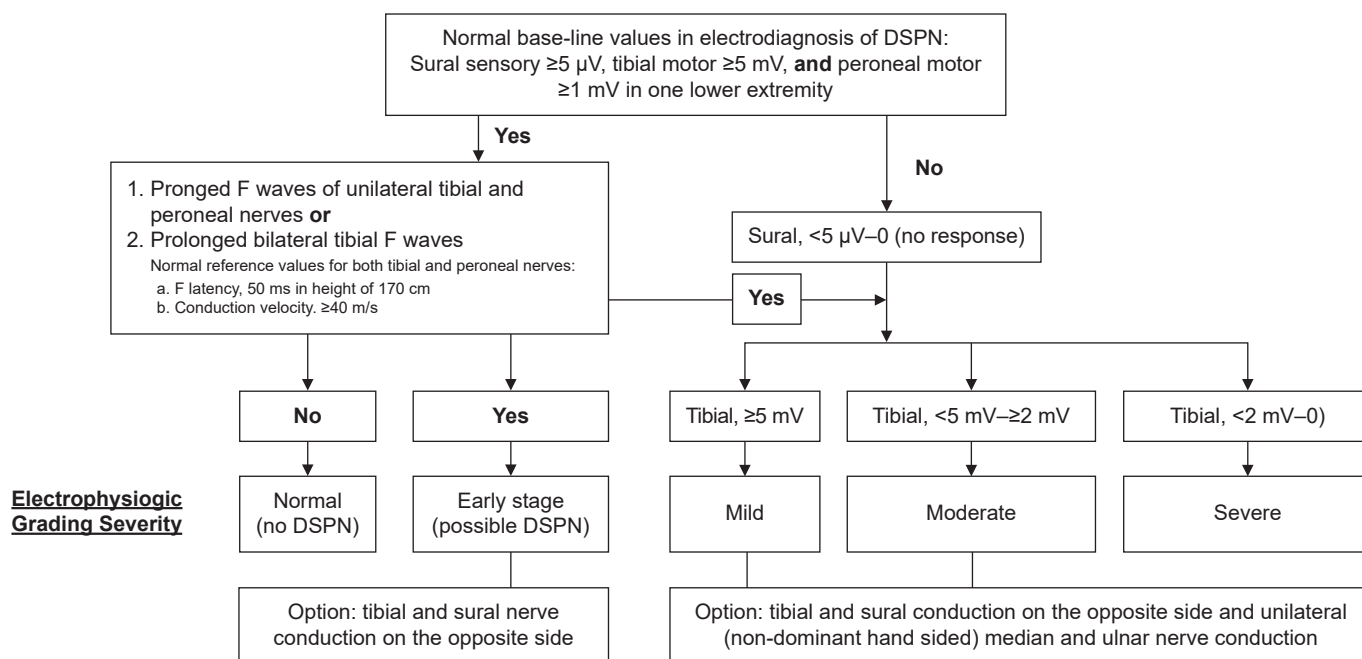 Normal base-line values in electrodiagnosis of DSPN:
Sural sensory ≥5 µV, tibial motor ≥5 mV, and peroneal motor
≥1 mV in one lower extremity
Yes
No
1. Pronged F waves of unilateral tibial and
peroneal nerves or
2. Prolonged bilateral tibial F waves
Normal reference values for both tibial and peroneal nerves:
a. F latency, 50 ms in height of 170 cm
b. Conduction velocity. ≥40 m/s
Sural, <5 µV–0 (no response)
Yes
No
Yes
Tibial, ≥5 mV
Tibial, <5 mV–≥2 mV
Tibial, <2 mV–0)
Electrophysiogic
Grading Severity
Normal
(no DSPN)
Early stage
(possible DSPN)
Mild
Moderate
Severe
Option: tibial and sural nerve
conduction on the opposite side
Option: tibial and sural conduction on the opposite side and unilateral
(non-dominant hand sided) median and ulnar nerve conduction